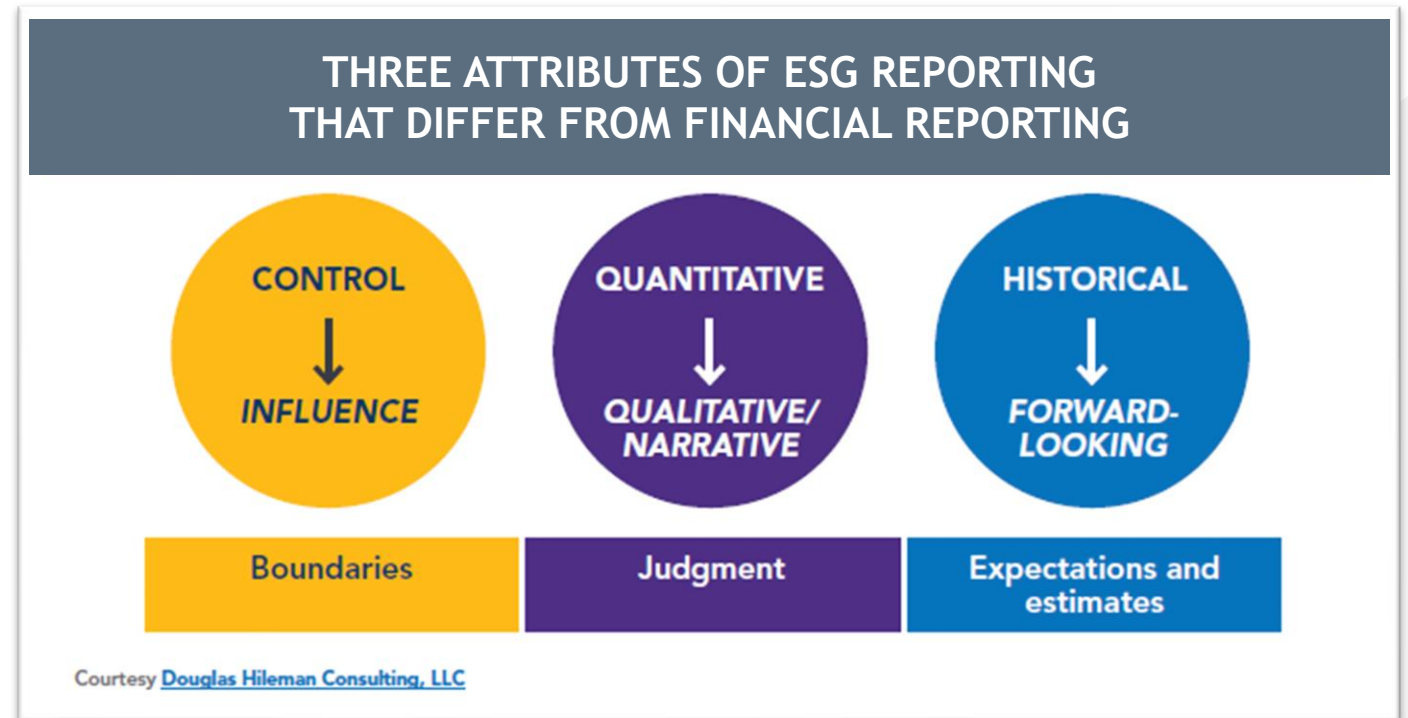 THREE ATTRIBUTES OF ESG REPORTING
THAT DIFFER FROM FINANCIAL REPORTING
CONTROL
INFLUENCE
QUANTITATIVE
QUALITATIVE/
NARRATIVE
HISTORICAL
FORWARD-
LOOKING
Boundaries
Judgment
Expectations and
estimates
Courtesy Douglas Hileman Consulting, LLC